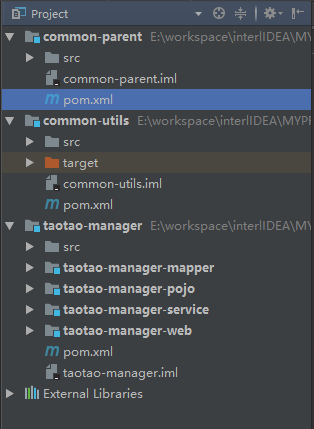 Project
common-parent E:\workspace\interlIDEA\MY
src
common-parent.iml
pom.xml
common-utils E:\workspace\interlIDEA\MYP
src
target
common-utils.iml
pom.xml
taotao-manager E:\workspace\interlIDEA\M
src
taotao-manager-mapper
taotao-manager-pojo
taotao-manager-service
taotao-manager-web
pom.xml
taotao-manager.iml
External Libraries